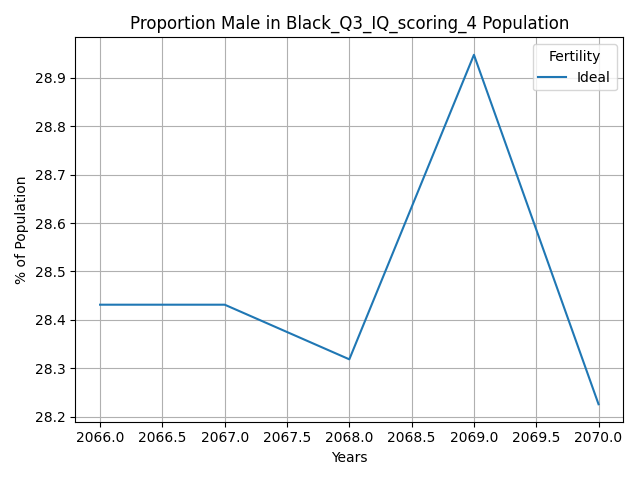 Proportion Male in Black_Q3_IQ_scoring_4 Population
Fertility
Ideal
% of Population
28.9
28.8
28.7
28.6
28.5
28.4
28.3
28.2
2066.0 2066.5 2067.0 2067.5 2068.0 2068.5 2069.0 2069.5 2070.0
Years